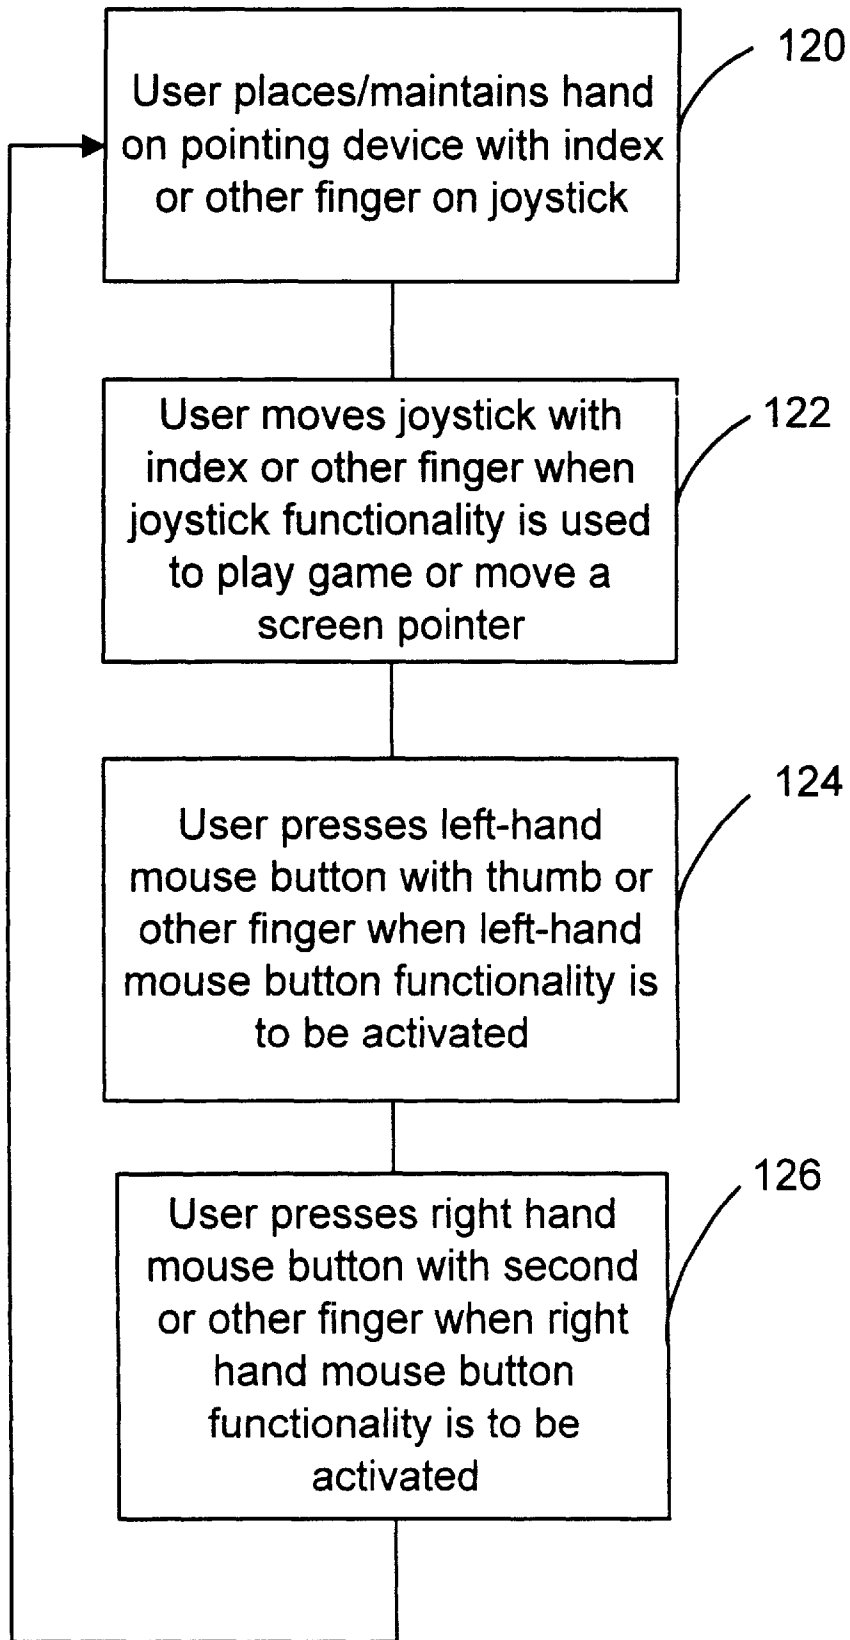 120
User places/maintains hand
on pointing device with index
or other finger on joystick
122
User moves joystick with
index or other finger when
joystick functionality is used
to play game or move a
screen pointer
124
User presses left-hand
mouse button with thumb or
other finger when left-hand
mouse button functionality is
to be activated
126
User presses right hand
mouse button with second
or other finger when right
hand mouse button
functionality is to be
activated